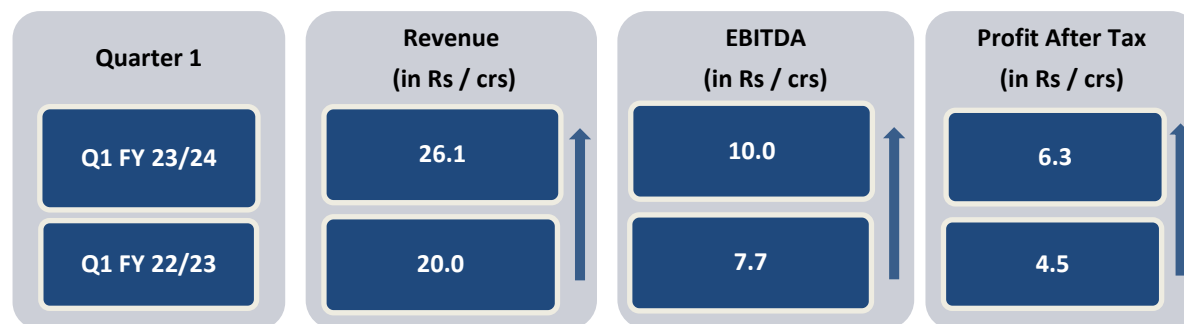 Quarter 1
Q1 FY 23/24
Q1 FY 22/23
Revenue
(in Rs / crs)
26.1
20.0
EBITDA
(in Rs / crs)
10.0
7.7
Profit After Tax
(in Rs / crs)
6.3
4.5